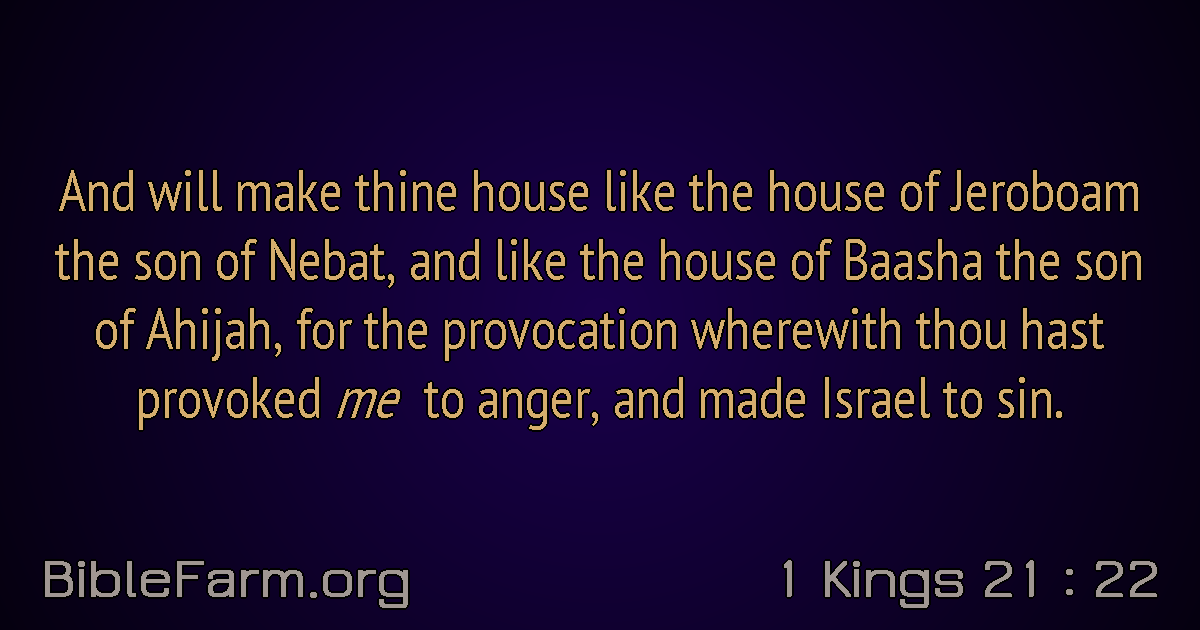 And will make thine house like the house of Jeroboam
the son of Nebat, and like the house of Baasha the son
of Ahijah, for the provocation wherewith thou hast
provoked me to anger, and made Israel to sin.
BibleFarm.org
1 Kings 21 : 22